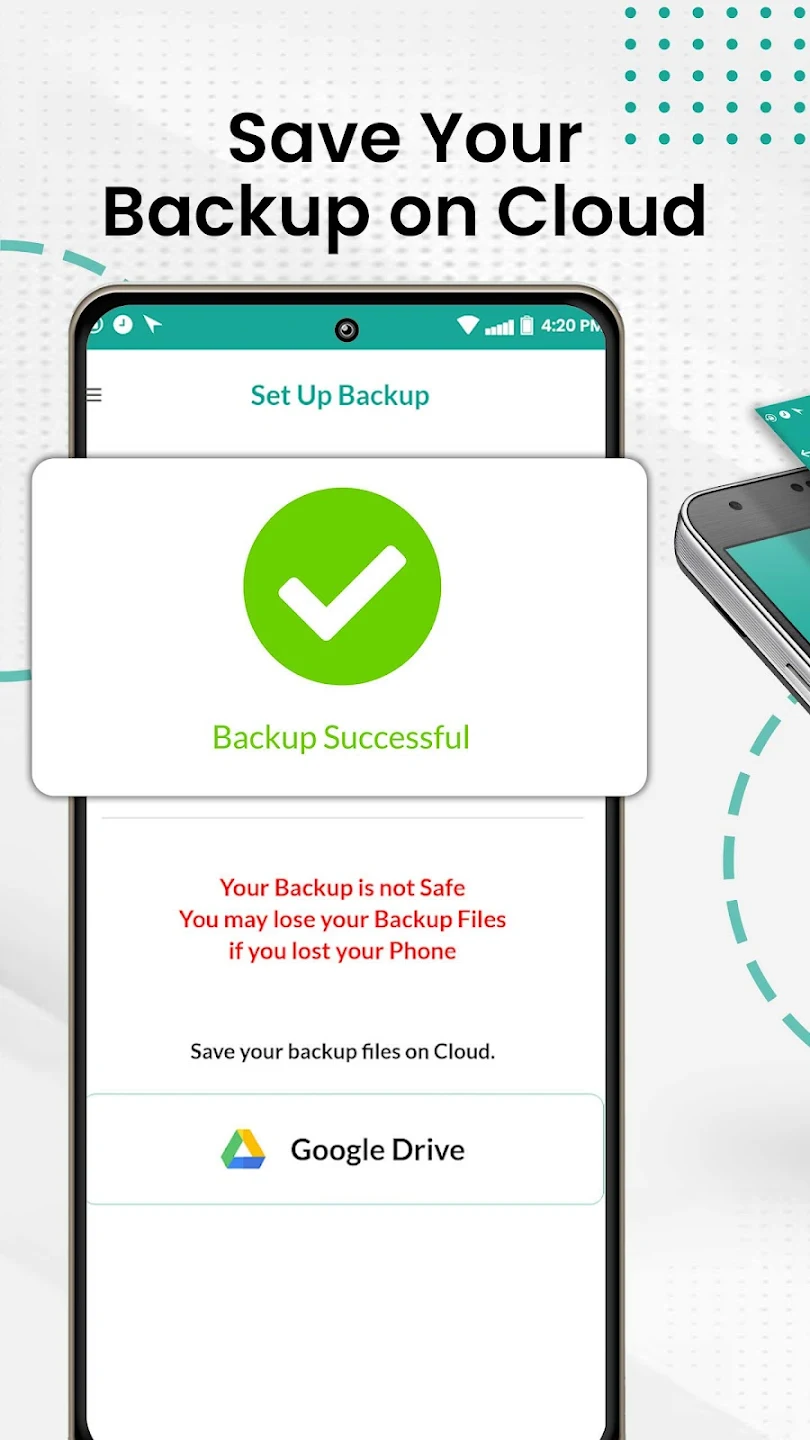 Save Your
Backup on Cloud
4:20 PM
Set Up Backup
Backup Successful
Your Backup is not Safe
You may lose your Backup Files
if you lost your Phone
Save your backup files on Cloud.
Google Drive